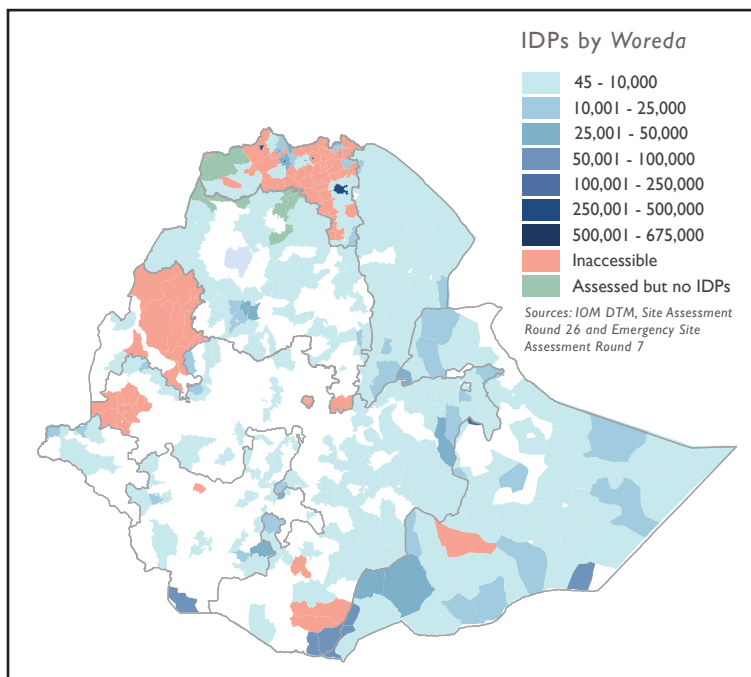 IDPs by Woreda
45 - 10,000
10,001 - 25,000
25,001 - 50,000
50,001 - 100,000
100,001 - 250,000
250,001 - 500,000
500,001 - 675,000
Inaccessible
Assessed but no IDPs
Sources: IOM DTM, Site Assessment
Round 26 and Emergency Site
Assessment Round 7